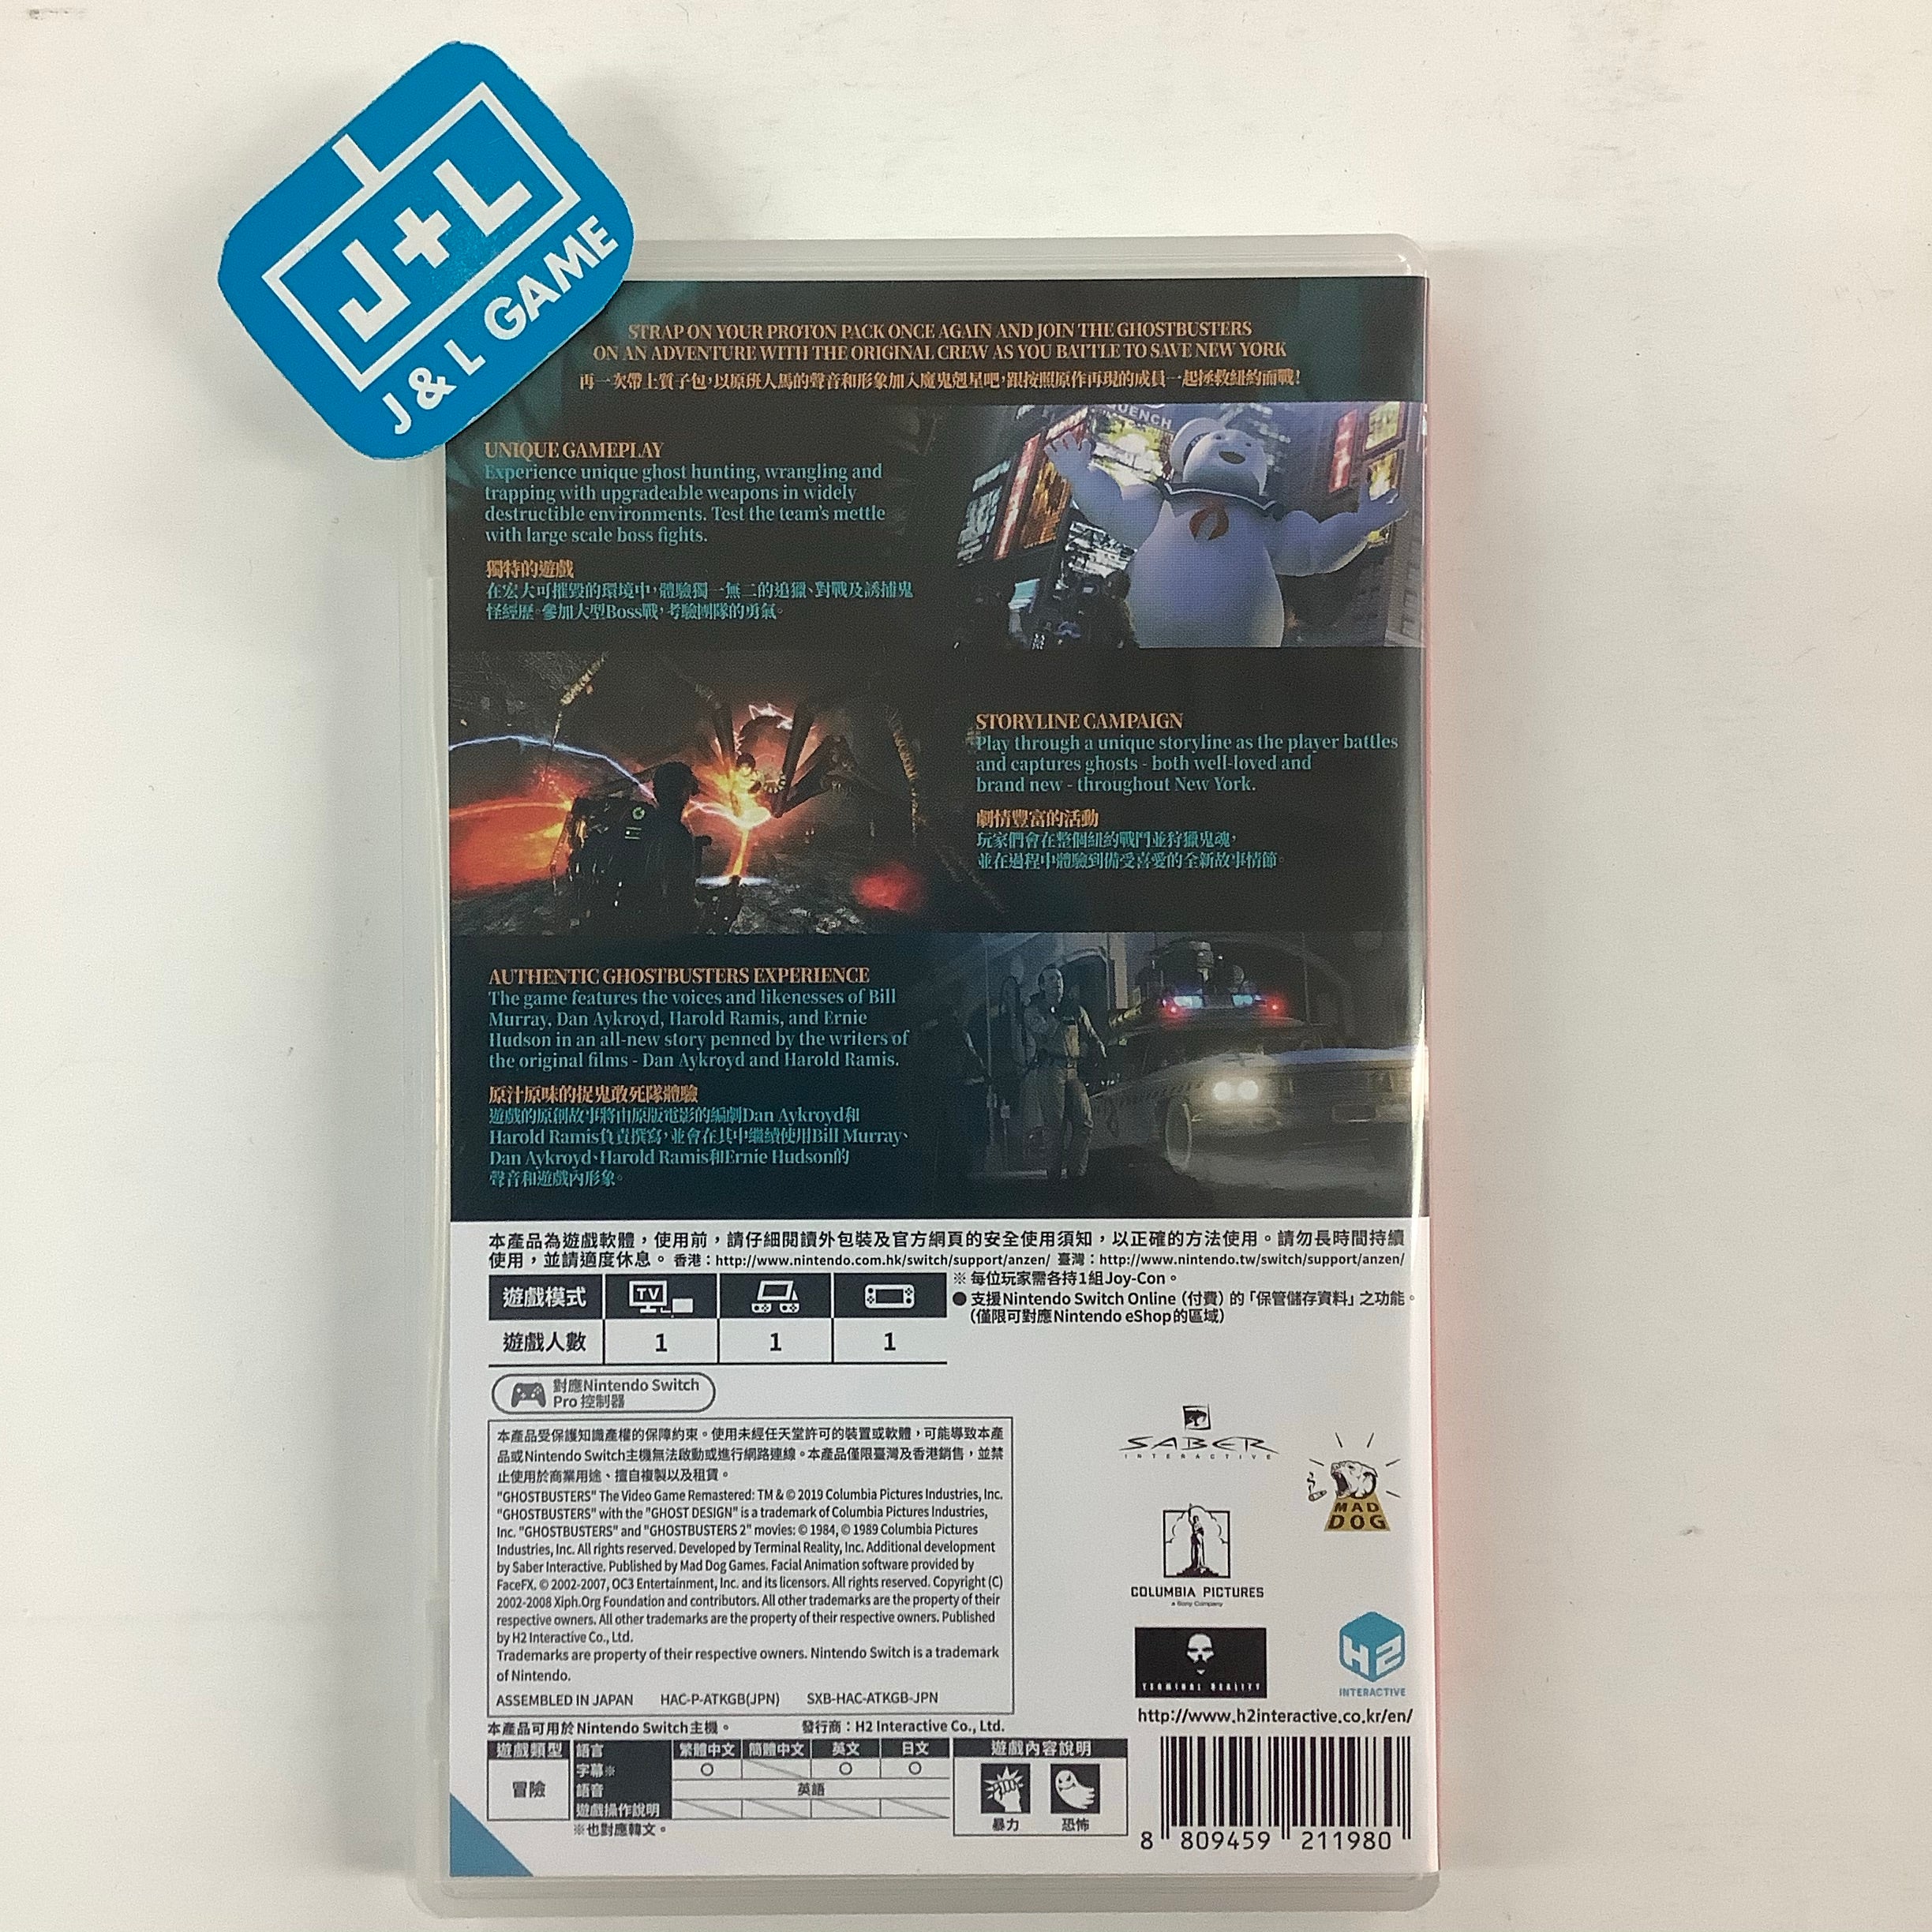 J+L
J & L GAME
STRAP ON YOUR PROTON PACK ONCE AGAIN AND JOIN THE GHOSTBUSTERS
ON AN ADVENTURE WITH THE ORIGINAL CREW AS YOU BATTLE TO SAVE NEW YORK
再一次帶上質子包,以原班人馬的聲音和形象加入魔鬼剋星吧,跟按照原作再現的成員一起拯救紐約而戰!
UNIQUE GAMEPLAY
Experience unique ghost hunting, wrangling and
trapping with upgradeable weapons in widely
destructible environments. Test the team's mettle
with large scale boss fights.
獨特的遊戲
在宏大可摧毀的環境中,體驗獨一無二的追獵、對戰及誘捕鬼
怪經歷。參加大型Boss戰,考驗團隊的勇氣。
STORYLINE CAMPAIGN
Play through a unique storyline as the player battles
and captures ghosts - both well-loved and
brand new - throughout New York.
劇情豐富的活動
玩家們會在整個紐約戰鬥並狩獵鬼魂,
並在過程中體驗到備受喜愛的全新故事情節。
AUTHENTIC GHOSTBUSTERS EXPERIENCE
The game features the voices and likenesses of Bill
Murray, Dan Aykroyd, Harold Ramis, and Ernie
Hudson in an all-new story penned by the writers of
the original films - Dan Aykroyd and Harold Ramis.
原汁原味的捉鬼敢死隊體驗
遊戲的原創故事將由原版電影的編劇Dan Aykroyd和
Harold Ramis負責撰寫,並會在其中繼續使用Bill Murray、
Dan Aykroyd、Harold Ramis和Ernie Hudson的
聲音和遊戲內形象。
本產品為遊戲軟體，使用前，請仔細閱讀外包裝及官方網頁的安全使用須知，以正確的方法使用。請勿長時間持續
使用，並請適度休息。 香港：http://www.nintendo.com.hk/switch/support/anzen/ 臺灣：http://www.nintendo.tw/switch/support/anzen/
遊戲模式 TV
遊戲人數 1 1 1
※ 每位玩家需各持1組Joy-Con。
● 支援Nintendo Switch Online（付費）的「保管儲存資料」之功能。
（僅限可對應Nintendo eShop的區域）
對應Nintendo Switch
Pro 控制器
本產品受保護知識產權的保障約束。使用未經任天堂許可的裝置或軟體，可能導致本產
品或Nintendo Switch主機無法啟動或進行網路連線。本產品僅限臺灣及香港銷售，並禁
止使用於商業用途、擅自複製以及租賃。
"GHOSTBUSTERS" The Video Game Remastered: TM & © 2019 Columbia Pictures Industries, Inc.
"GHOSTBUSTERS" with the "GHOST DESIGN" is a trademark of Columbia Pictures Industries,
Inc. "GHOSTBUSTERS" and "GHOSTBUSTERS 2" movies: © 1984, © 1989 Columbia Pictures
Industries, Inc. All rights reserved. Developed by Terminal Reality, Inc. Additional development
by Saber Interactive. Published by Mad Dog Games. Facial Animation software provided by
FaceFX. © 2002-2007, OC3 Entertainment, Inc. and its licensors. All rights reserved. Copyright (C)
2002-2008 Xiph.Org Foundation and contributors. All other trademarks are the property of their
respective owners. All other trademarks are the property of their respective owners. Published
by H2 Interactive Co., Ltd.
Trademarks are property of their respective owners. Nintendo Switch is a trademark
of Nintendo.
ASSEMBLED IN JAPAN HAC-P-ATKGB(JPN) SXB-HAC-ATKGB-JPN
SABER
INTERACTIVE
MAD
DOG
COLUMBIA PICTURES
a Sony Company
TERMINAL REALITY
H2
INTERACTIVE
http://www.h2interactive.co.kr/en/
本產品可用於Nintendo Switch主機。 發行商：H2 Interactive Co., Ltd.
遊戲類型 語言 繁體中文 簡體中文 英文 日文
字幕※ ○ ○ ○
冒險 語音 英語
遊戲操作說明
※也對應韓文。
遊戲內容說明
暴力 恐怖
8 809459 211980